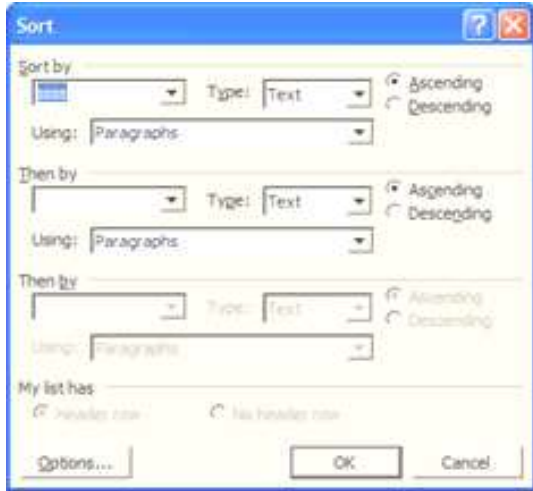 Sort
Sort by
Type: Text Ascending
Descending
Using: Paragraphs
Then by
Type: Text Ascending
Descending
Using: Paragraphs
Then by
Type: Text Ascending
Descending
Using: Paragraphs
My list has
Header row No header row
Options... OK Cancel